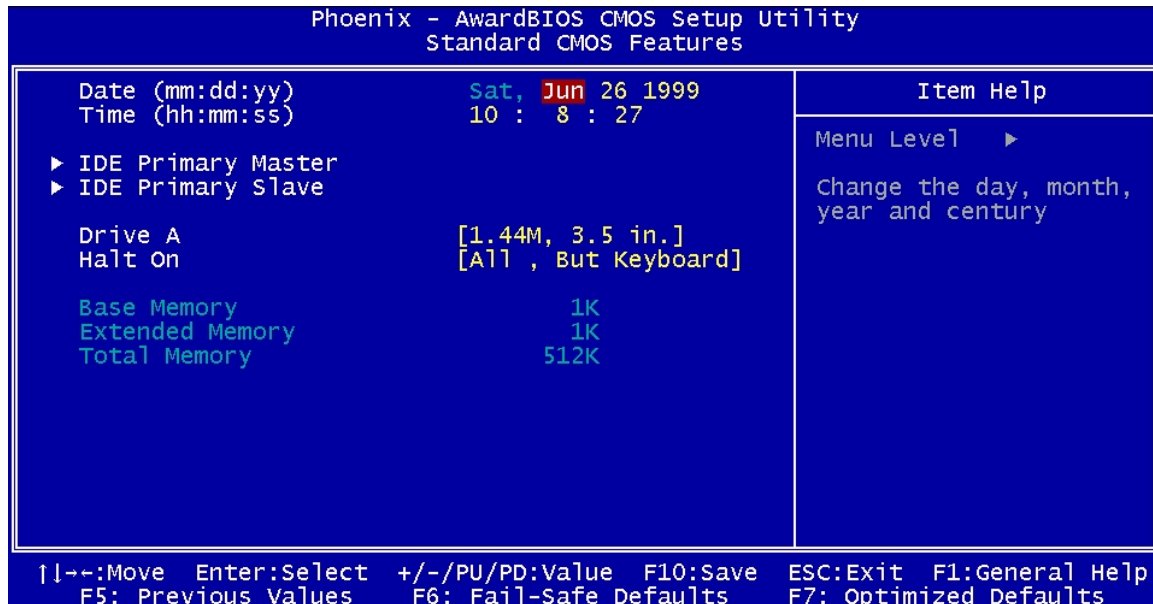 Phoenix - AwardBIOS CMOS Setup Utility
Standard CMOS Features
Date (mm:dd:yy) Sat, Jun 26 1999
Time (hh:mm:ss) 10 : 8 : 27
IDE Primary Master
IDE Primary Slave
Drive A [1.44M, 3.5 in.]
Halt On [All , But Keyboard]
Base Memory 1K
Extended Memory 1K
Total Memory 512K
Item Help
Menu Level ▶
Change the day, month,
year and century
↑↓→←:Move Enter:Select +/-/PU/PD:Value F10:Save ESC:Exit F1:General Help
F5: Previous Values F6: Fail-Safe Defaults F7: Optimized Defaults